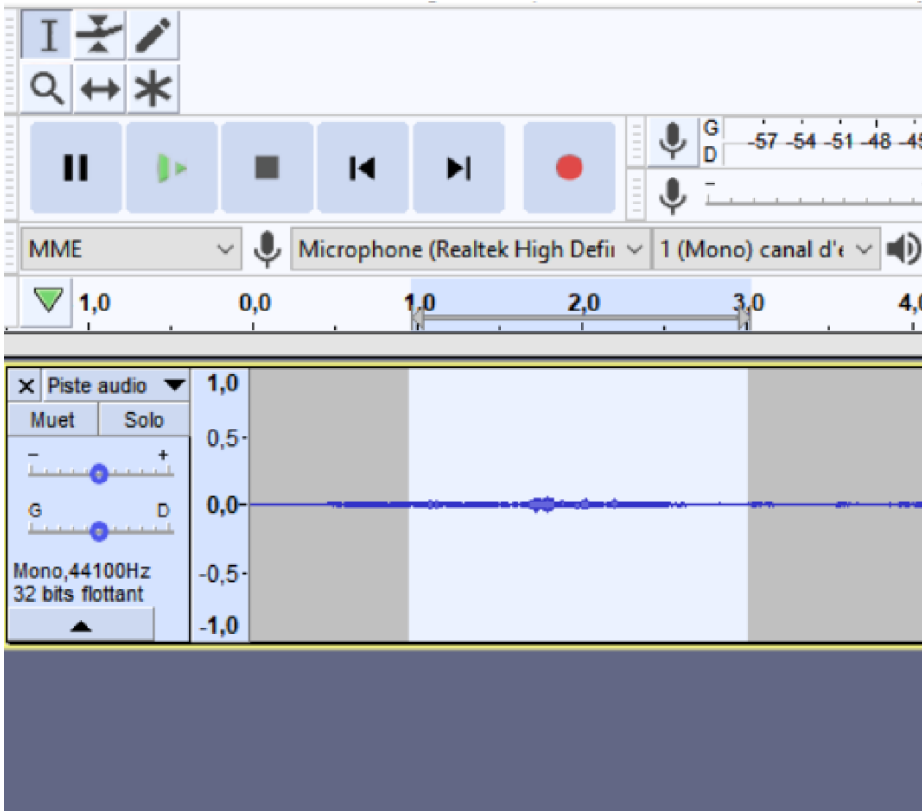 G
D
-57 -54 -51 -48 -45
MME
Microphone (Realtek High Defin
1 (Mono) canal d'e
1,0 0,0 1,0 2,0 3,0 4,0
Piste audio
Muet Solo
- +
G D
Mono,44100Hz
32 bits flottant
1,0
0,5-
0,0-
-0,5-
-1,0